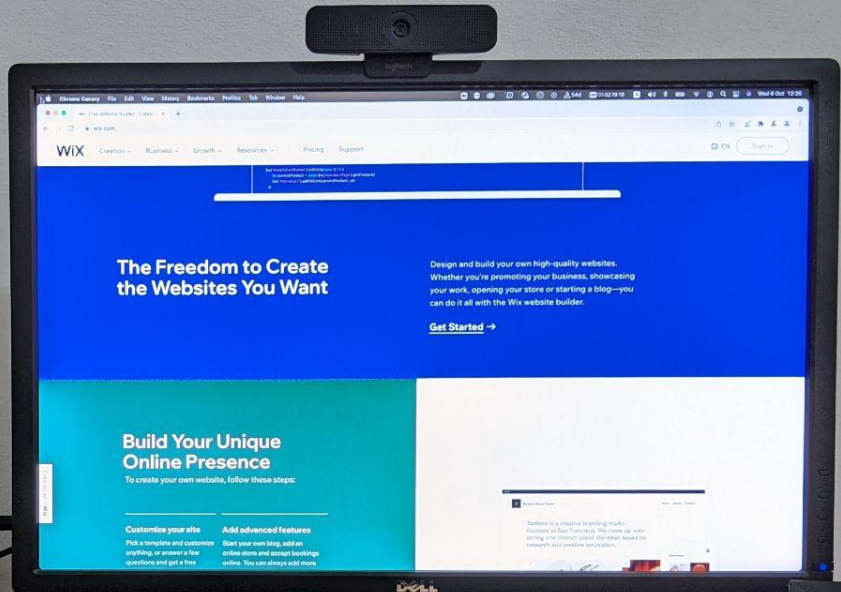 logitech
Chrome Canary File Edit View History Bookmarks Profiles Tab Window Help
Wed 6 Oct 12:26
wix.com
WiX Creation Business Growth Resources Pricing Support EN Sign In
The Freedom to Create
the Websites You Want
Design and build your own high-quality websites.
Whether you're promoting your business, showcasing
your work, opening your store or starting a blog—you
can do it all with the Wix website builder.
Get Started →
Build Your Unique
Online Presence
To create your own website, follow these steps:
Customize your site
Pick a template and customize
anything, or answer a few
questions and get a free
Add advanced features
Start your own blog, add an
online store and accept bookings
online. You can always add more
is a creative branding studio
founded in San Francisco. We come up with
strong and distinct brand identities based on
research and creative innovation.
DELL